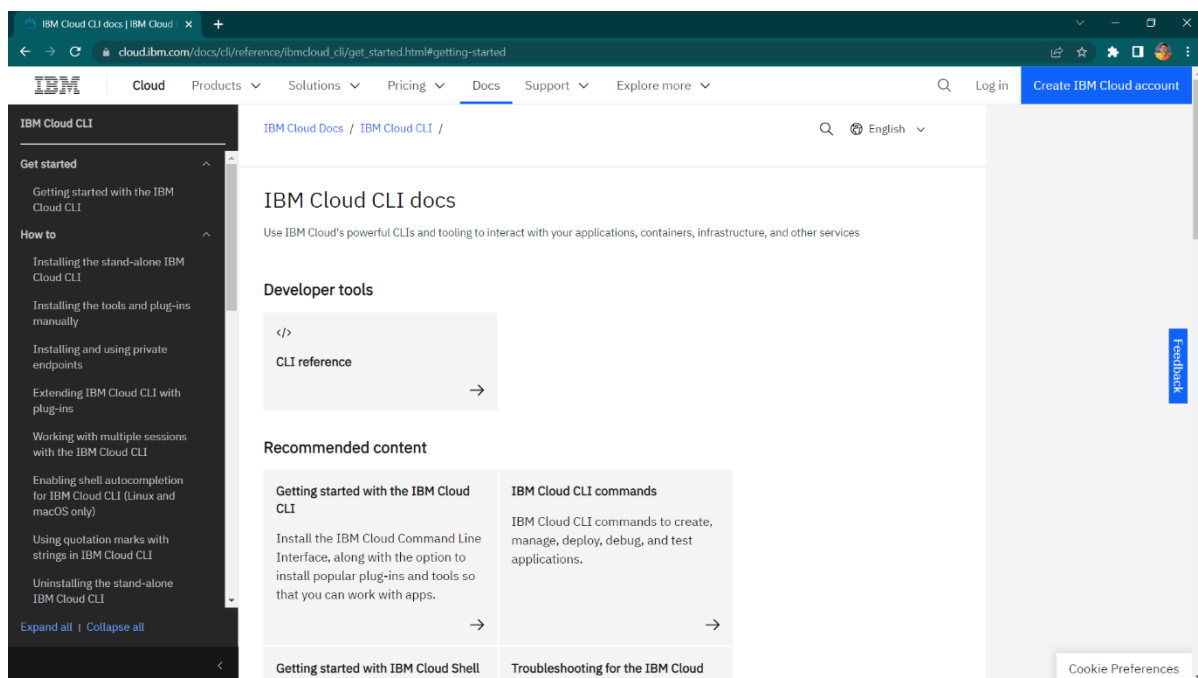 IBM Cloud CLI docs | IBM Cloud
cloud.ibm.com/docs/cli/reference/ibmcloud_cli/get_started.html#getting-started
IBM Cloud Products Solutions Pricing Docs Support Explore more Log in Create IBM Cloud account
IBM Cloud CLI
Get started
Getting started with the IBM
Cloud CLI
How to
Installing the stand-alone IBM
Cloud CLI
Installing the tools and plug-ins
manually
Installing and using private
endpoints
Extending IBM Cloud CLI with
plug-ins
Working with multiple sessions
with the IBM Cloud CLI
Enabling shell autocompletion
for IBM Cloud CLI (Linux and
macOS only)
Using quotation marks with
strings in IBM Cloud CLI
Uninstalling the stand-alone
IBM Cloud CLI
Expand all | Collapse all
IBM Cloud Docs / IBM Cloud CLI /
English
IBM Cloud CLI docs
Use IBM Cloud's powerful CLIs and tooling to interact with your applications, containers, infrastructure, and other services
Developer tools
</>
CLI reference
Recommended content
Getting started with the IBM Cloud
CLI
Install the IBM Cloud Command Line
Interface, along with the option to
install popular plug-ins and tools so
that you can work with apps.
IBM Cloud CLI commands
IBM Cloud CLI commands to create,
manage, deploy, debug, and test
applications.
Getting started with IBM Cloud Shell
Troubleshooting for the IBM Cloud
Feedback
Cookie Preferences